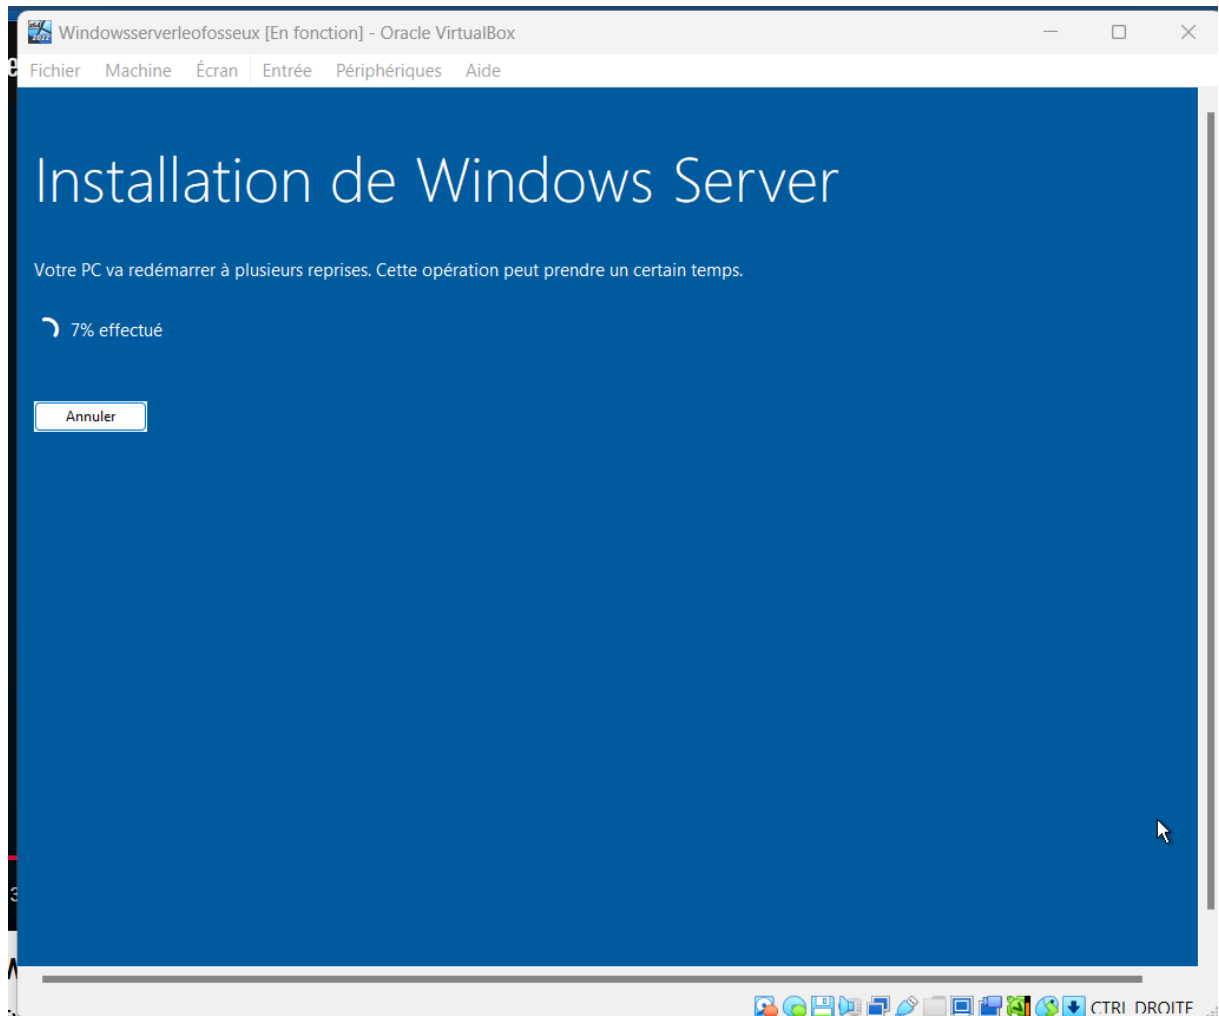 Windowsserverleofosseux [En fonction] - Oracle VirtualBox
Fichier Machine Écran Entrée Périphériques Aide
Installation de Windows Server
Votre PC va redémarrer à plusieurs reprises. Cette opération peut prendre un certain temps.
7% effectué
Annuler
CTRL DROITE